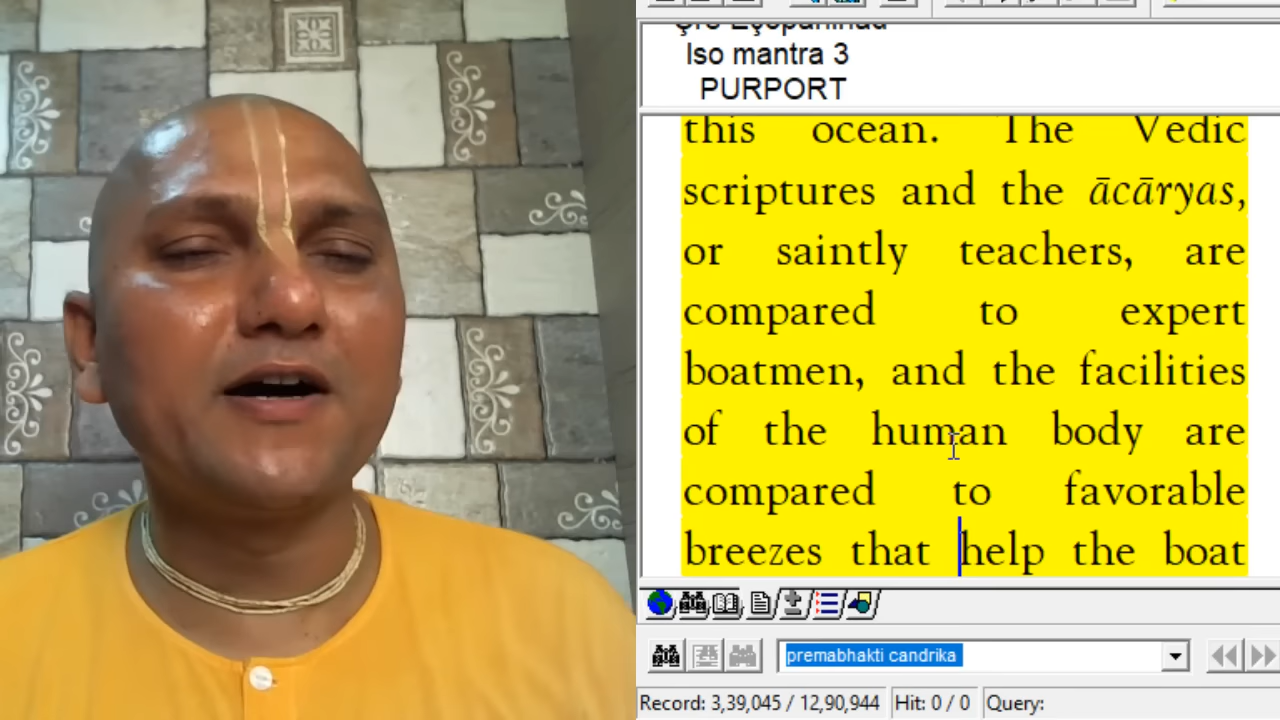 Çré Éçopaniñad
Iso mantra 3
PURPORT
this ocean. The Vedic
scriptures and the ācāryas,
or saintly teachers, are
compared to expert
boatmen, and the facilities
of the human body are
compared to favorable
breezes that help the boat
premabhakti candrika
Record: 3,39,045 / 12,90,944 Hit: 0 / 0 Query: